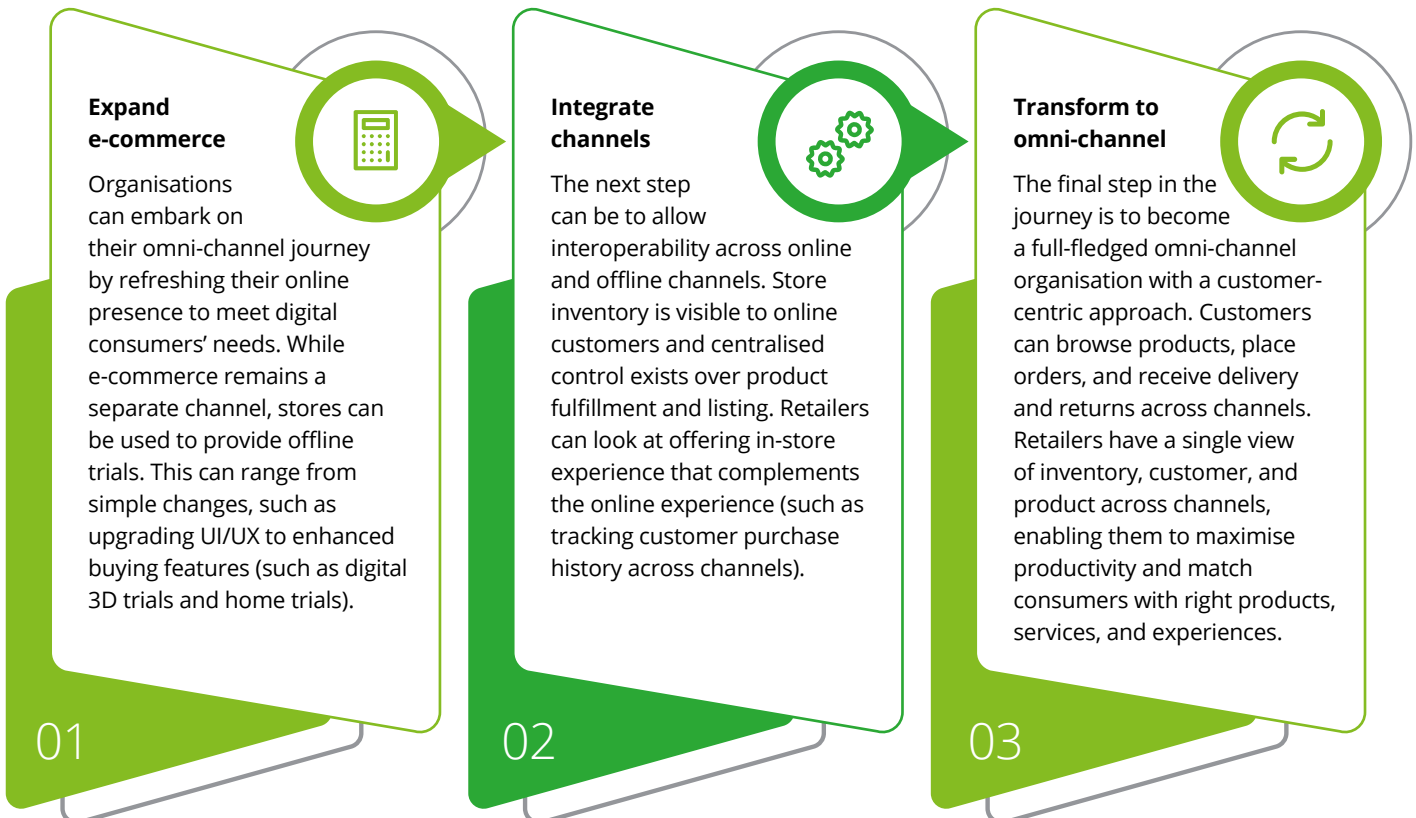 Expand
e-commerce
Organisations
can embark on
their omni-channel journey
by refreshing their online
presence to meet digital
consumers’ needs. While
e-commerce remains a
separate channel, stores can
be used to provide offline
trials. This can range from
simple changes, such as
upgrading UI/UX to enhanced
buying features (such as digital
3D trials and home trials).
01
Integrate
channels
The next step
can be to allow
interoperability across online
and offline channels. Store
inventory is visible to online
customers and centralised
control exists over product
fulfillment and listing. Retailers
can look at offering in-store
experience that complements
the online experience (such as
tracking customer purchase
history across channels).
02
Transform to
omni-channel
The final step in the
journey is to become
a full-fledged omni-channel
organisation with a customer-
centric approach. Customers
can browse products, place
orders, and receive delivery
and returns across channels.
Retailers have a single view
of inventory, customer, and
product across channels,
enabling them to maximise
productivity and match
consumers with right products,
services, and experiences.
03